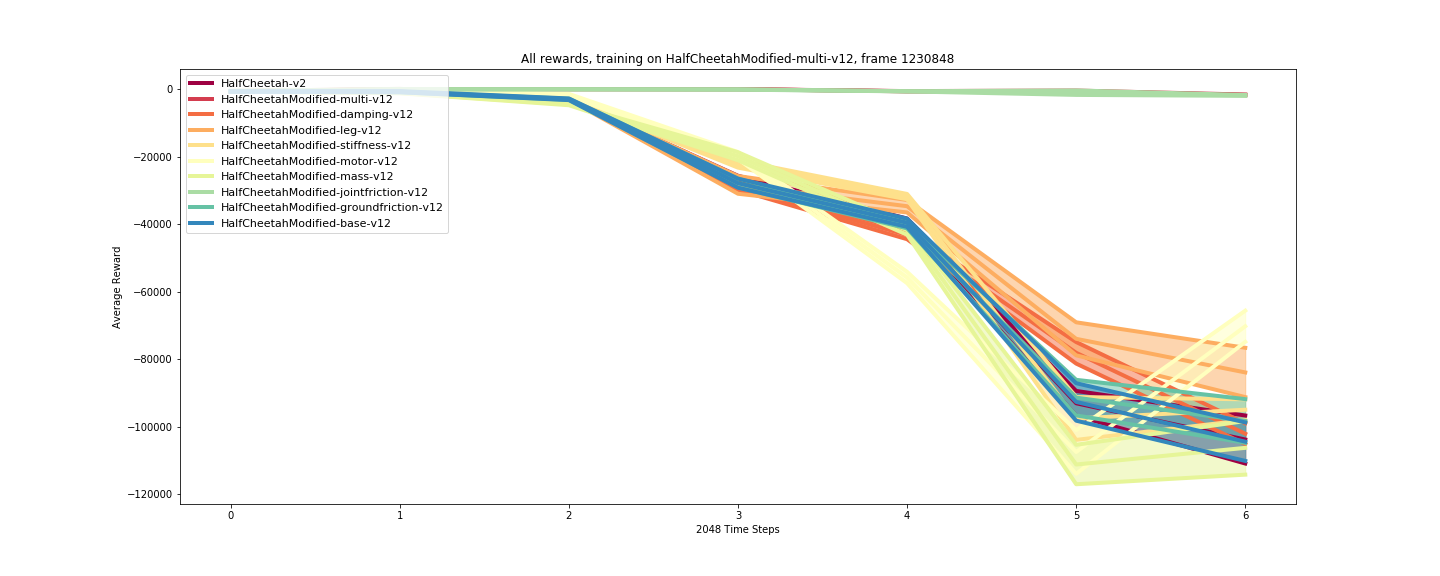 All rewards, training on HalfCheetahModified-multi-v12, frame 1230848
HalfCheetah-v2
HalfCheetahModified-multi-v12
HalfCheetahModified-damping-v12
HalfCheetahModified-leg-v12
HalfCheetahModified-stiffness-v12
HalfCheetahModified-motor-v12
HalfCheetahModified-mass-v12
HalfCheetahModified-jointfriction-v12
HalfCheetahModified-groundfriction-v12
HalfCheetahModified-base-v12
Average Reward
0
−20000
−40000
−60000
−80000
−100000
−120000
0 1 2 3 4 5 6
2048 Time Steps